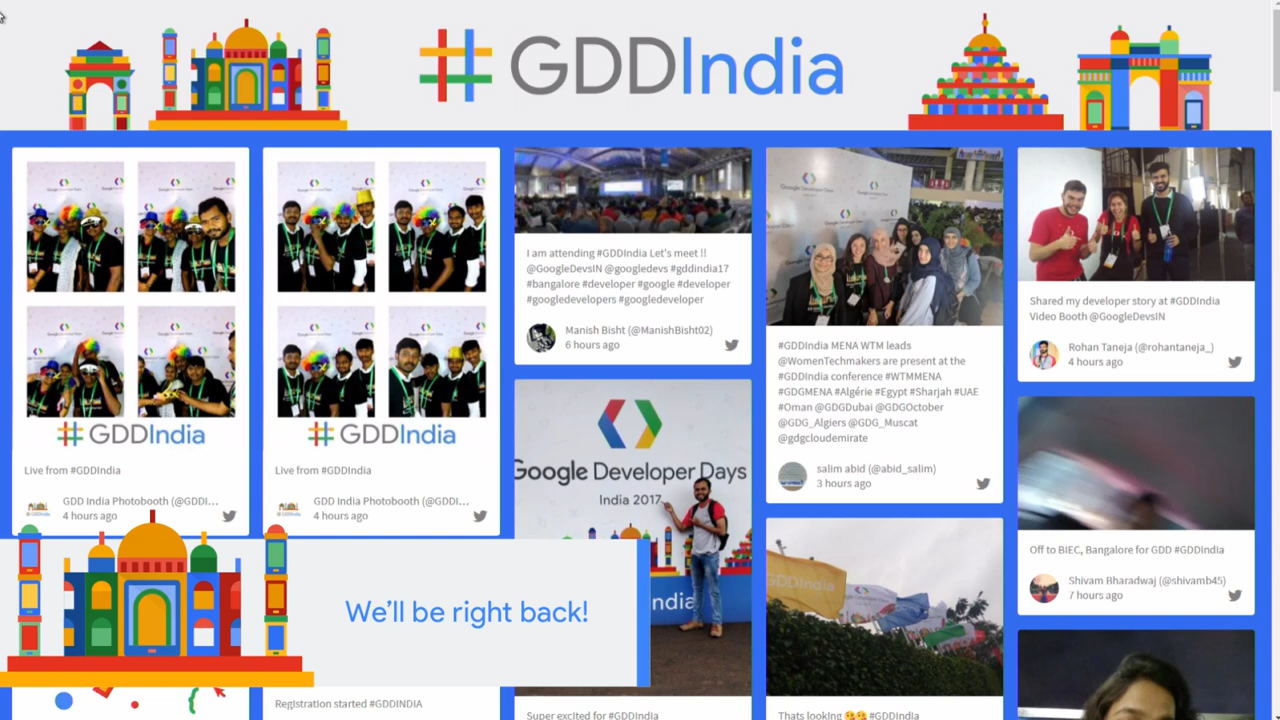 #GDDIndia
#GDDIndia
Live from #GDDIndia
GDD India Photobooth (@GDDI...
4 hours ago
#GDDIndia
Live from #GDDIndia
GDD India Photobooth (@GDDI...
4 hours ago
We'll be right back!
Registration started #GDDINDIA
I am attending #GDDIndia Let's meet !!
@GoogleDevsIN @googledevs #gddindia17
#bangalore #developer #google #developer
#googledevelopers #googledeveloper
Manish Bisht (@ManishBisht02)
6 hours ago
Google Developer Days
India 2017
India
Super excited for #GDDIndia
Google Developer Days
#GDDIndia MENA WTM leads
@WomenTechmakers are present at the
#GDDIndia conference #WTMMENA
#GDGMENA #Algérie #Egypt #Sharjah #UAE
#Oman @GDGDubai @GDGOctober
@GDG_Algiers @GDG_Muscat
@gdgcloudemirate
salim abid (@abid_salim)
3 hours ago
GDDIndia
Thats looking 😘😘 #GDDIndia
Shared my developer story at #GDDIndia
Video Booth @GoogleDevsIN
Rohan Taneja (@rohantaneja_)
4 hours ago
Off to BIEC, Bangalore for GDD #GDDIndia
Shivam Bharadwaj (@shivamb45)
7 hours ago